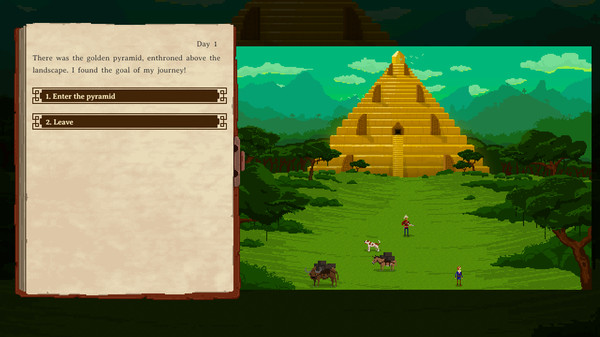 Day 1
There was the golden pyramid, enthroned above the
landscape. I found the goal of my journey!
1. Enter the pyramid
2. Leave